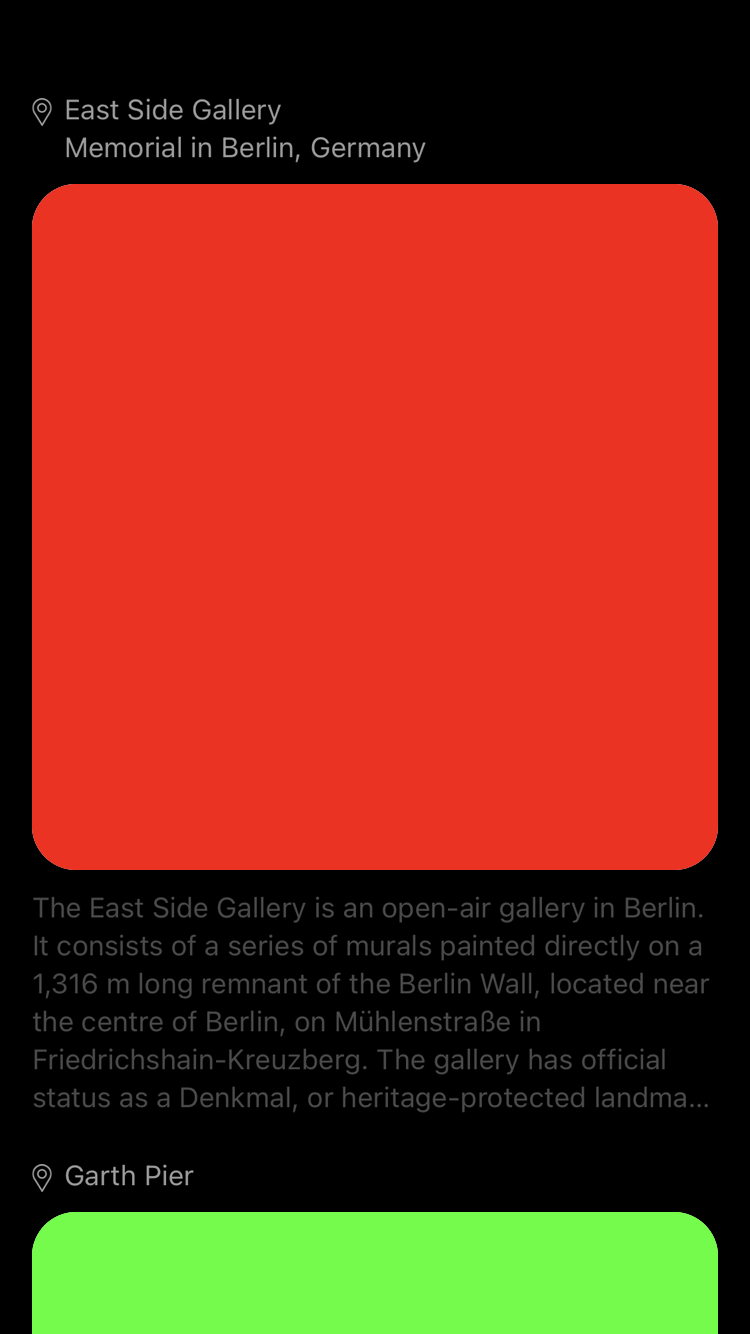 East Side Gallery
Memorial in Berlin, Germany
The East Side Gallery is an open-air gallery in Berlin.
It consists of a series of murals painted directly on a
1,316 m long remnant of the Berlin Wall, located near
the centre of Berlin, on Mühlenstraße in
Friedrichshain-Kreuzberg. The gallery has official
status as a Denkmal, or heritage-protected landma...
Garth Pier